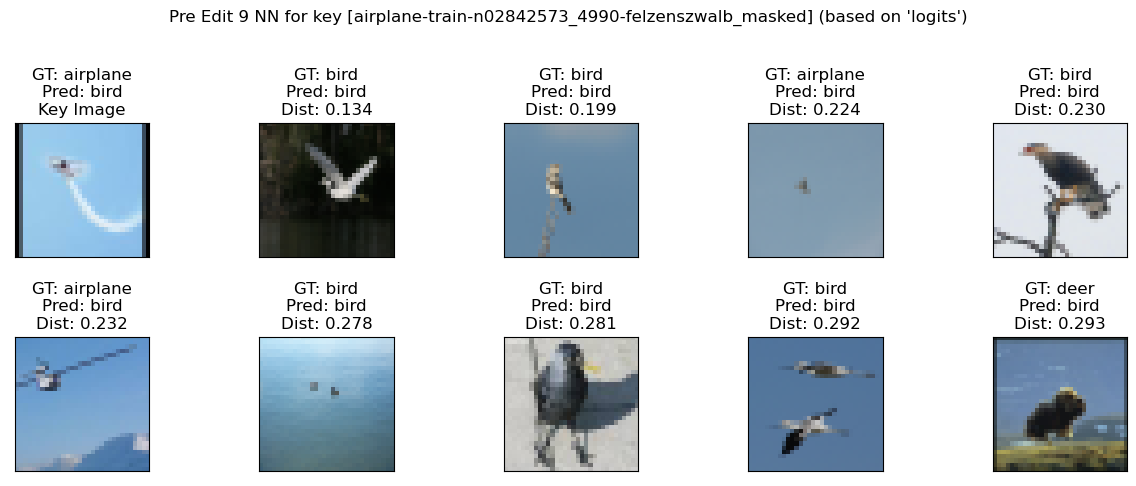 Pre Edit 9 NN for key [airplane-train-n02842573_4990-felzenszwalb_masked] (based on 'logits')
GT: airplane
Pred: bird
Key Image
GT: bird
Pred: bird
Dist: 0.134
GT: bird
Pred: bird
Dist: 0.199
GT: airplane
Pred: bird
Dist: 0.224
GT: bird
Pred: bird
Dist: 0.230
GT: airplane
Pred: bird
Dist: 0.232
GT: bird
Pred: bird
Dist: 0.278
GT: bird
Pred: bird
Dist: 0.281
GT: bird
Pred: bird
Dist: 0.292
GT: deer
Pred: bird
Dist: 0.293